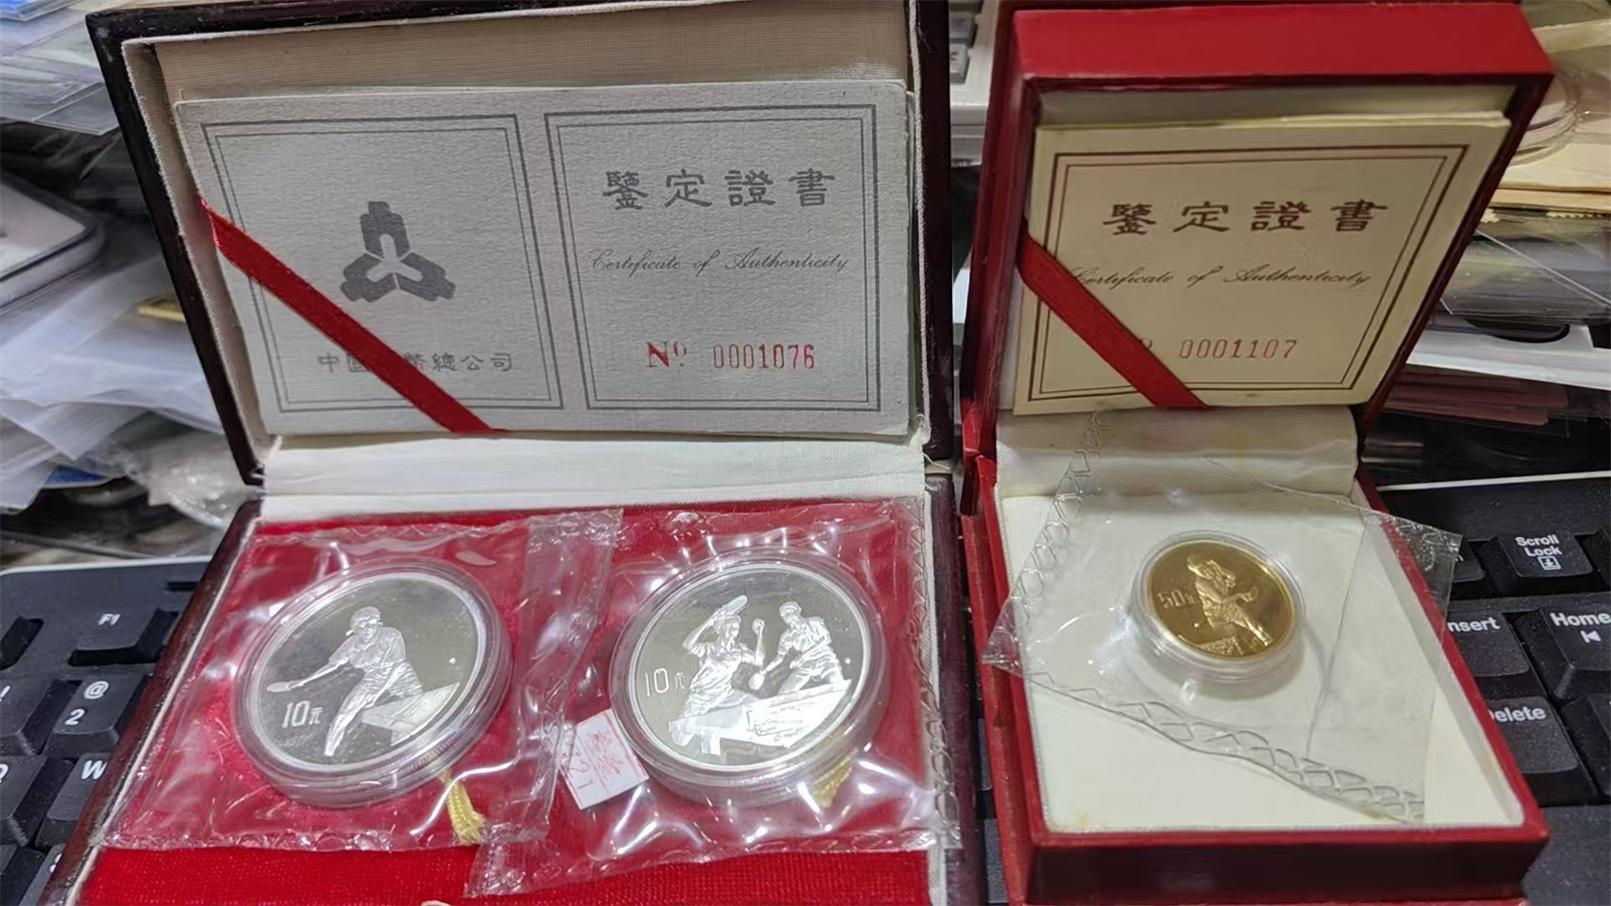 鑒定證書
Certificate of Authenticity
Nº 0001076
中國 幣總公司
鑒定證書
Certificate of Authenticity
0001107
10元
10元
50元
F1
@
2
W
Scroll
Lock
Insert
Home
Delete